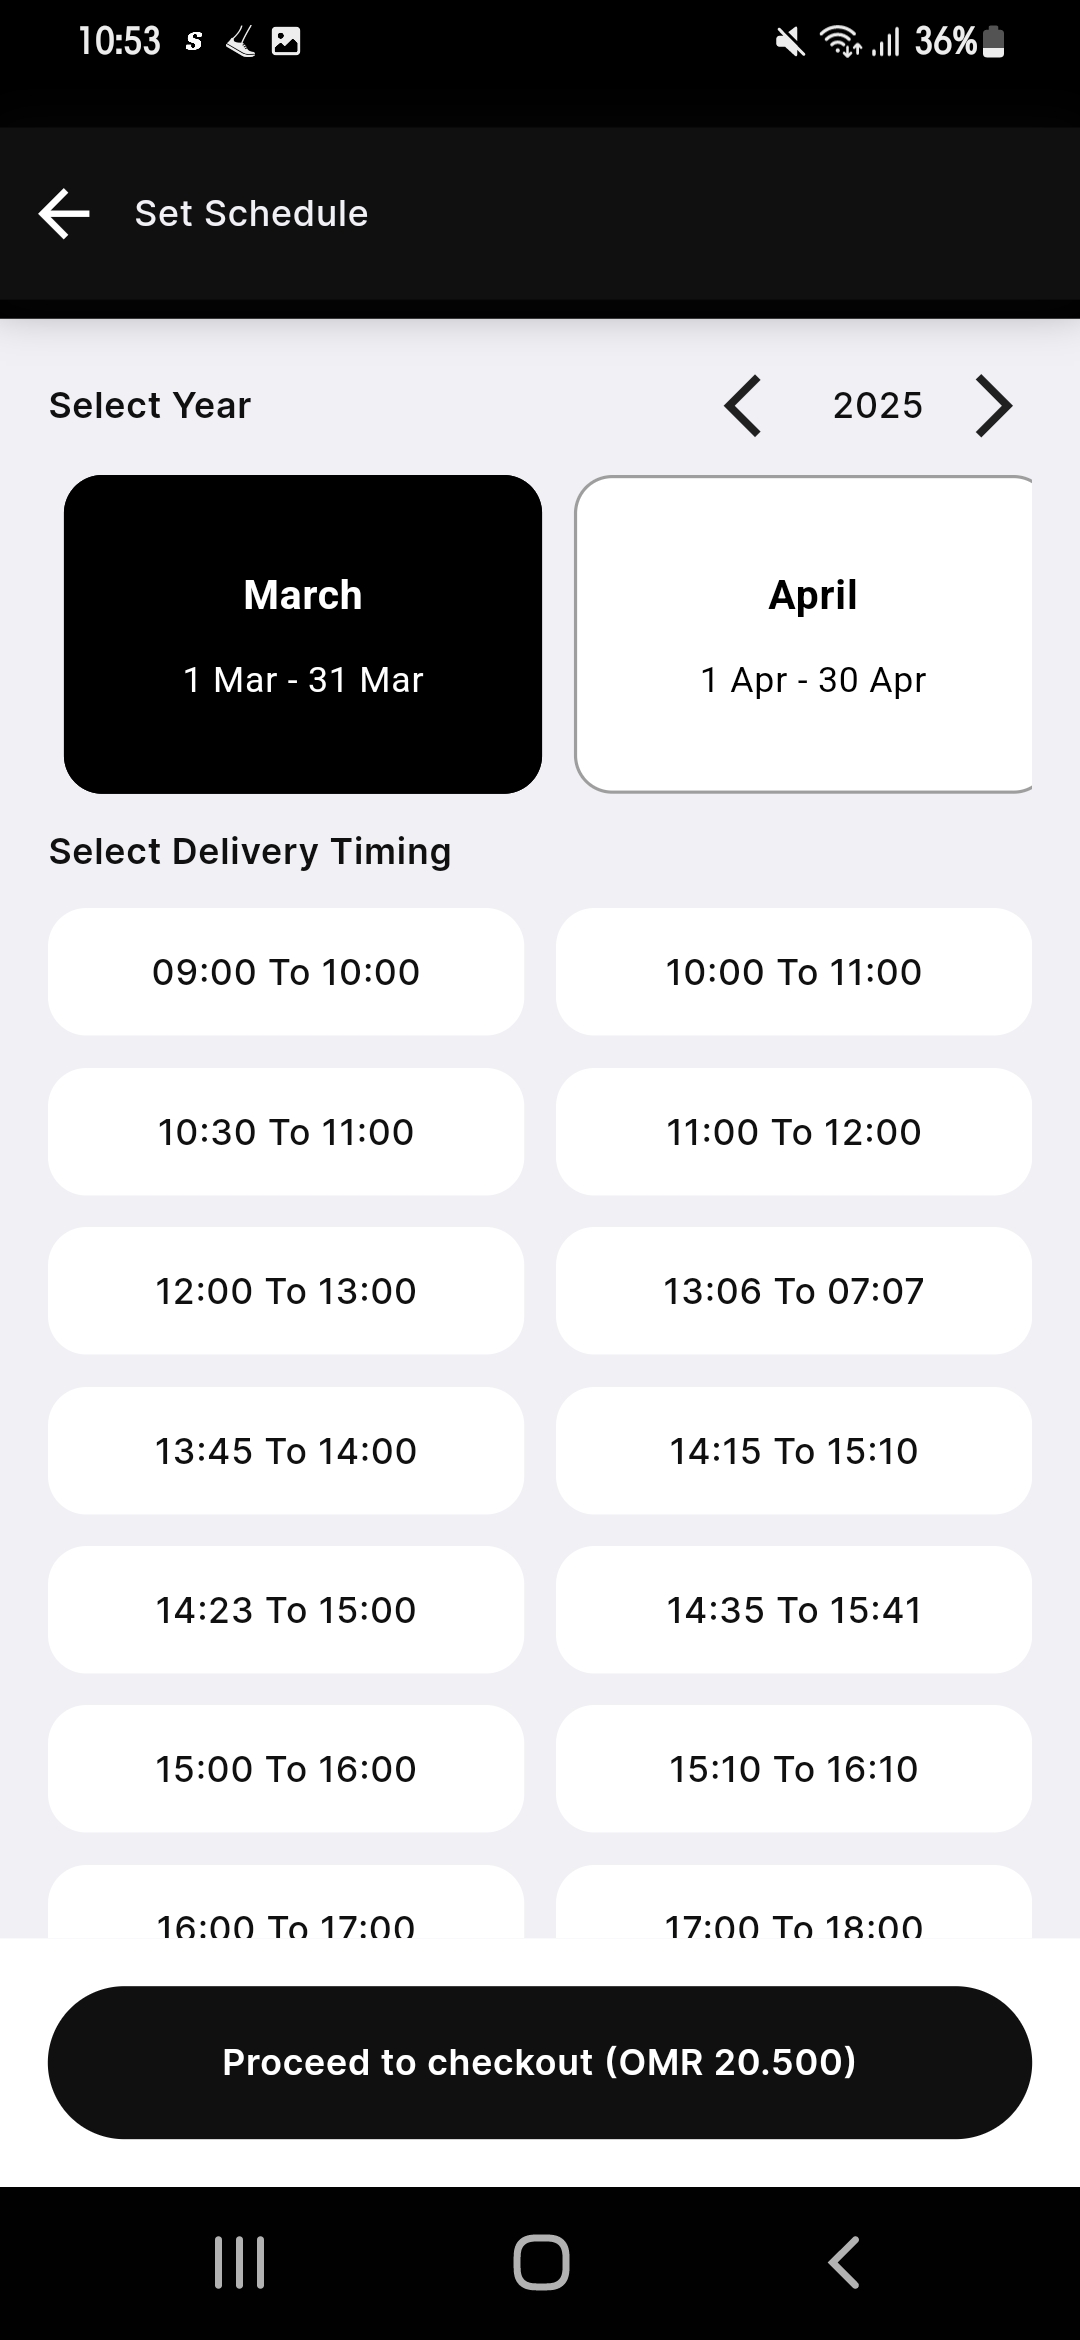 10:53 S 36%
Set Schedule
Select Year 2025
March April
1 Mar - 31 Mar 1 Apr - 30 Apr
Select Delivery Timing
09:00 To 10:00 10:00 To 11:00
10:30 To 11:00 11:00 To 12:00
12:00 To 13:00 13:06 To 07:07
13:45 To 14:00 14:15 To 15:10
14:23 To 15:00 14:35 To 15:41
15:00 To 16:00 15:10 To 16:10
16:00 To 17:00 17:00 To 18:00
Proceed to checkout (OMR 20.500)